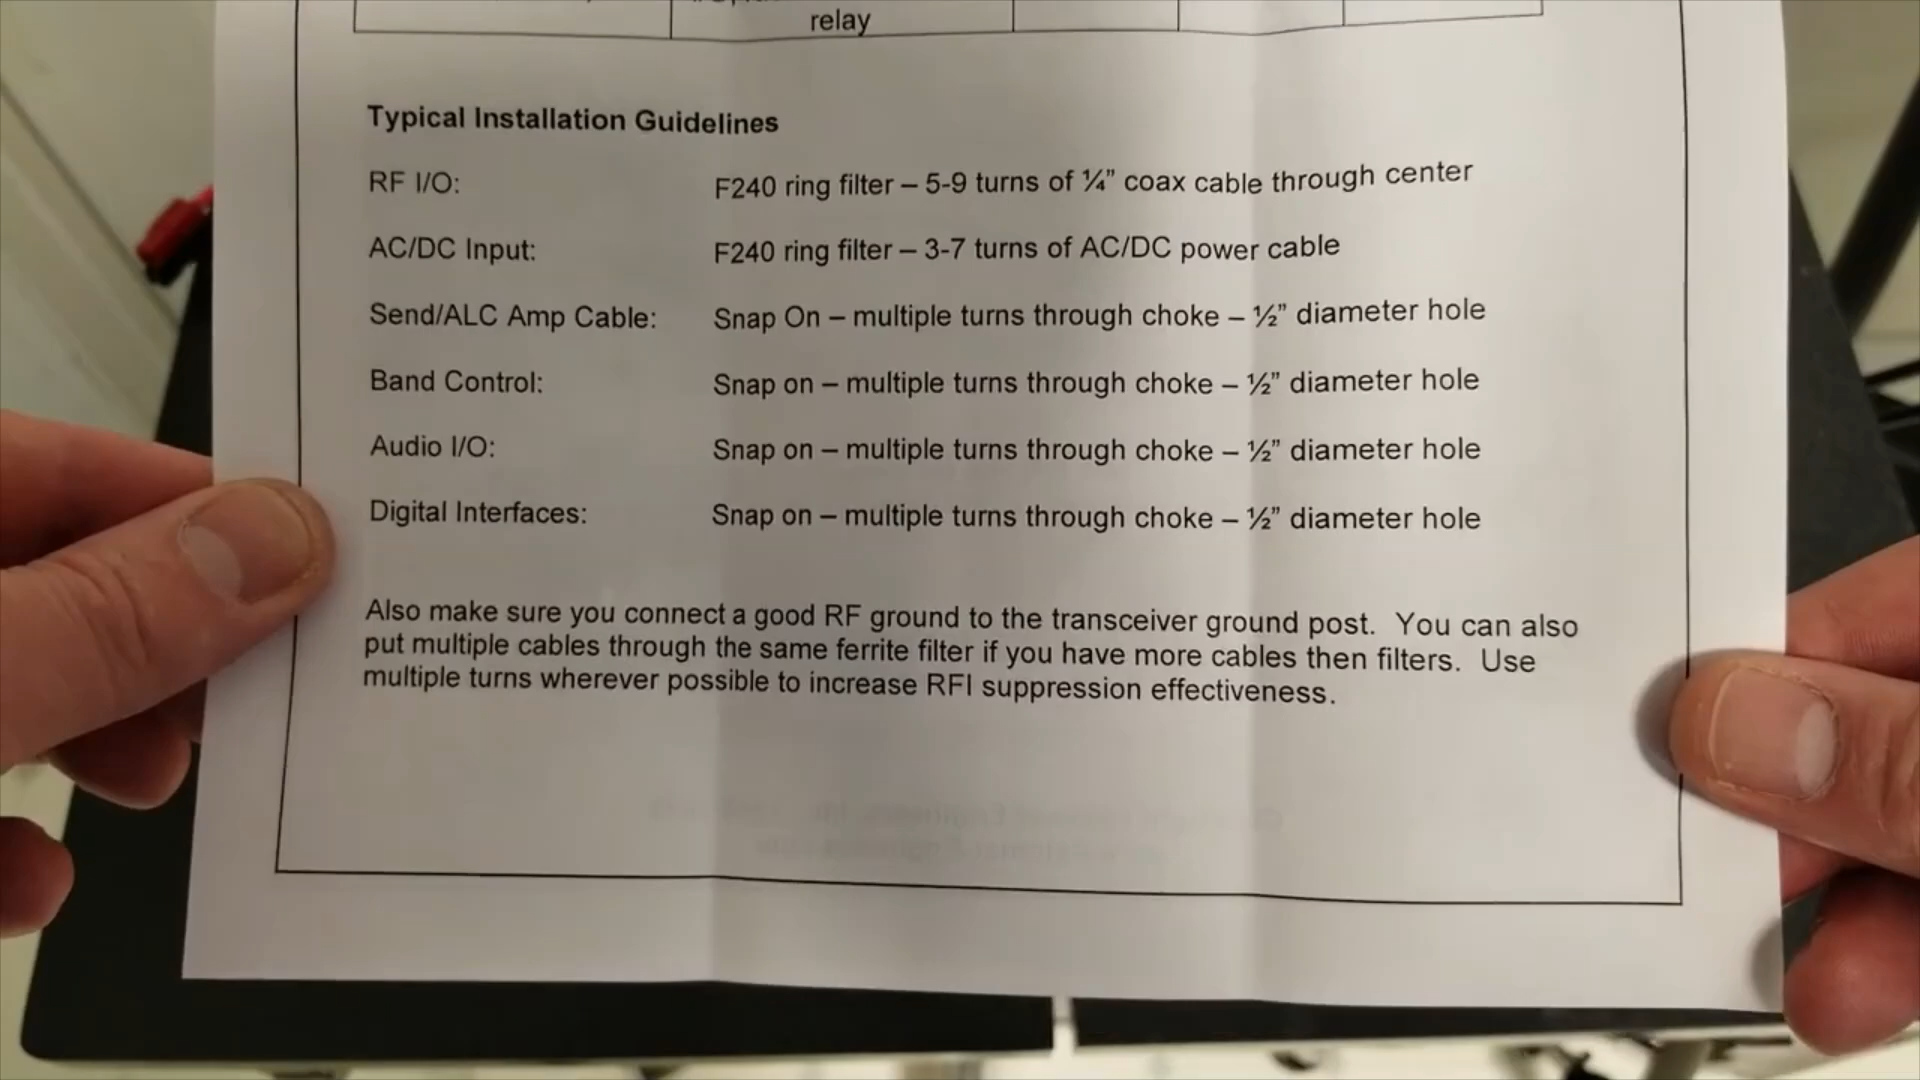 relay
Typical Installation Guidelines
RF I/O: F240 ring filter – 5-9 turns of ¼” coax cable through center
AC/DC Input: F240 ring filter – 3-7 turns of AC/DC power cable
Send/ALC Amp Cable: Snap On – multiple turns through choke – ½” diameter hole
Band Control: Snap on – multiple turns through choke – ½” diameter hole
Audio I/O: Snap on – multiple turns through choke – ½” diameter hole
Digital Interfaces: Snap on – multiple turns through choke – ½” diameter hole
Also make sure you connect a good RF ground to the transceiver ground post. You can also
put multiple cables through the same ferrite filter if you have more cables then filters. Use
multiple turns wherever possible to increase RFI suppression effectiveness.